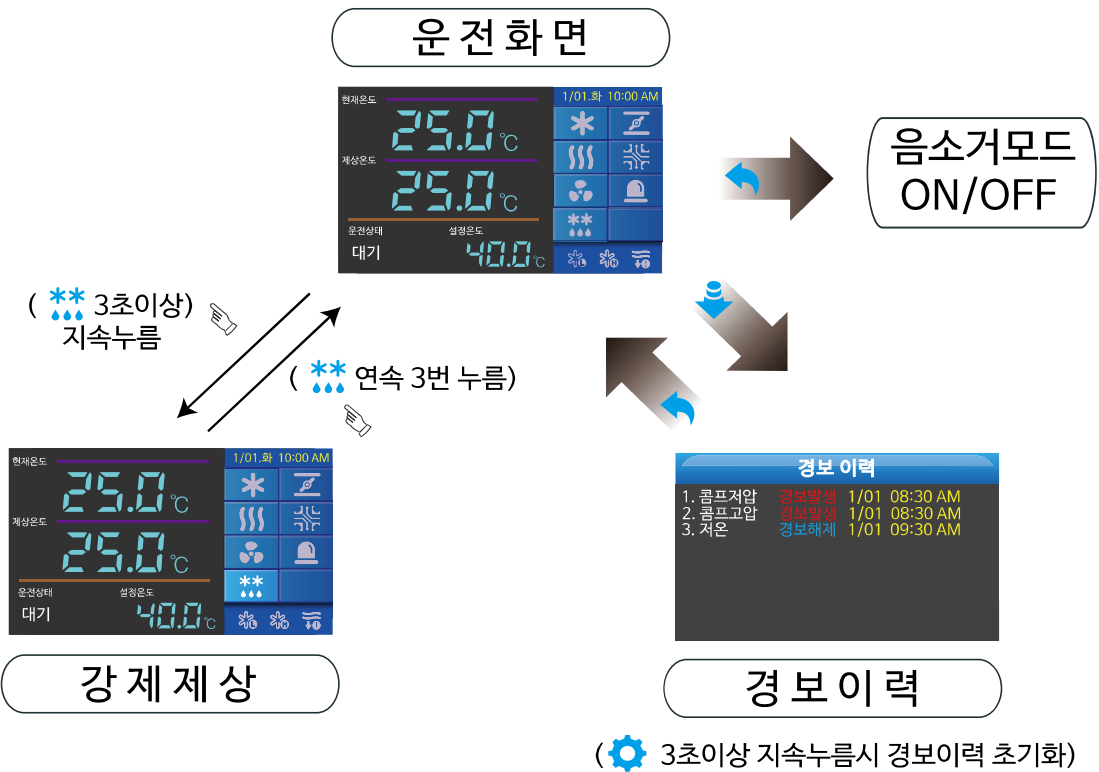 운전화면
현재온도
25.0 ℃
제상온도
25.0 ℃
운전상태 설정온도
대기 40.0 ℃
1/01.화 10:00 AM
L H
음소거모드
ON/OFF
( 3초이상)
지속누름
( 연속 3번 누름)
현재온도
25.0 ℃
제상온도
25.0 ℃
운전상태 설정온도
대기 40.0 ℃
1/01.화 10:00 AM
L H
강제제상
경보 이력
1. 콤프저압 경보발생 1/01 08:30 AM
2. 콤프고압 경보발생 1/01 08:30 AM
3. 저온 경보해제 1/01 09:30 AM
경보이력
( 3초이상 지속누름시 경보이력 초기화)